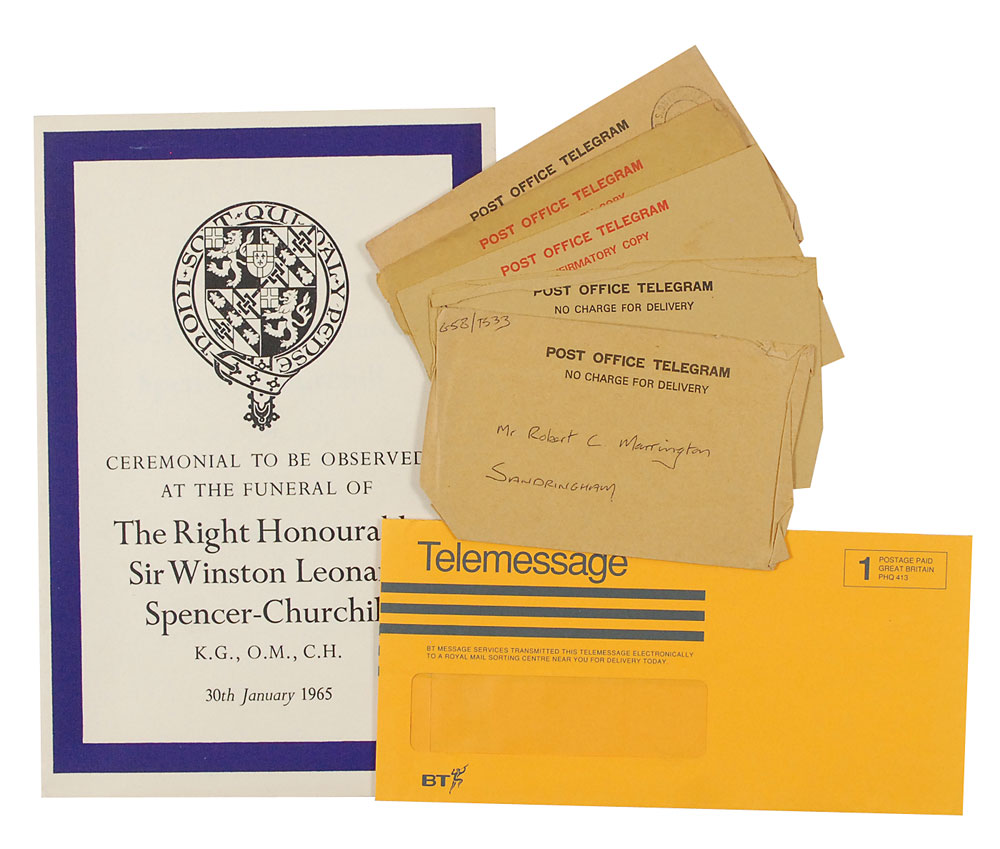 HONI·SOIT·QUI·MAL·Y·PENSE
CEREMONIAL TO BE OBSERVED
AT THE FUNERAL OF
The Right Honourabl
Sir Winston Leona
Spencer-Churchil
K.G., O.M., C.H.
30th January 1965
POST OFFICE TELEGRAM
POST OFFICE TELEGRAM
COPY
POST OFFICE TELEGRAM
FIRMATORY COPY
POST OFFICE TELEGRAM
NO CHARGE FOR DELIVERY
POST OFFICE TELEGRAM
NO CHARGE FOR DELIVERY
Mr Robert C Marrington
SANDRINGHAM
Telemessage
1
POSTAGE PAID
GREAT BRITAIN
PHQ 413
BT MESSAGE SERVICES TRANSMITTED THIS TELEMESSAGE ELECTRONICALLY
TO A ROYAL MAIL SORTING CENTRE NEAR YOU FOR DELIVERY TODAY.
BT